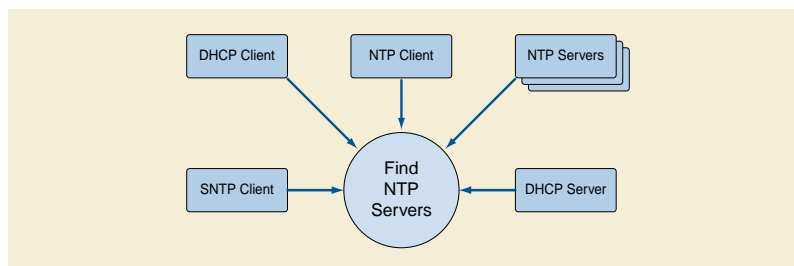 DHCP Client
NTP Client
NTP Servers
SNTP Client
Find
NTP
Servers
DHCP Server